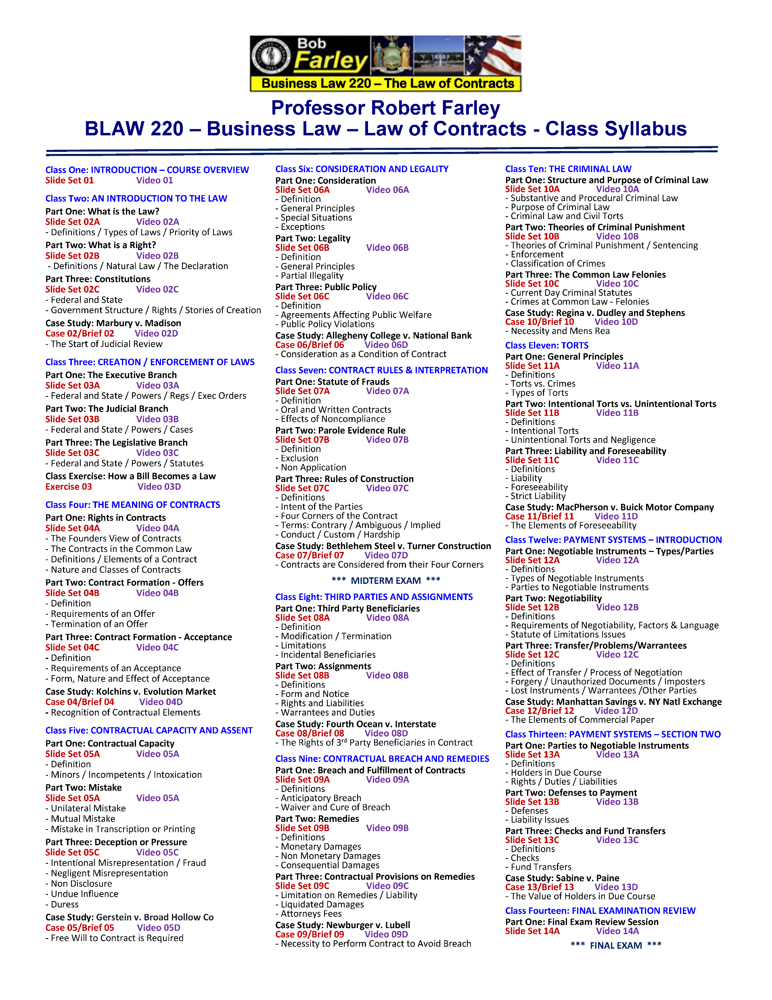 Bob
Farley
Business Law 220 – The Law of Contracts
Professor Robert Farley
BLAW 220 – Business Law – Law of Contracts - Class Syllabus
Class One: INTRODUCTION – COURSE OVERVIEW
Slide Set 01 Video 01
Class Two: AN INTRODUCTION TO THE LAW
Part One: What is the Law?
Slide Set 02A Video 02A
- Definitions / Types of Laws / Priority of Laws
Part Two: What is a Right?
Slide Set 02B Video 02B
- Definitions / Natural Law / The Declaration
Part Three: Constitutions
Slide Set 02C Video 02C
- Federal and State
- Government Structure / Rights / Stories of Creation
Case Study: Marbury v. Madison
Case 02/Brief 02 Video 02D
- The Start of Judicial Review
Class Three: CREATION / ENFORCEMENT OF LAWS
Part One: The Executive Branch
Slide Set 03A Video 03A
- Federal and State / Powers / Regs / Exec Orders
Part Two: The Judicial Branch
Slide Set 03B Video 03B
- Federal and State / Powers / Cases
Part Three: The Legislative Branch
Slide Set 03C Video 03C
- Federal and State / Powers / Statutes
Class Exercise: How a Bill Becomes a Law
Exercise 03 Video 03D
Class Four: THE MEANING OF CONTRACTS
Part One: Rights in Contracts
Slide Set 04A Video 04A
- The Founders View of Contracts
- The Contracts in the Common Law
- Definitions / Elements of a Contract
- Nature and Classes of Contracts
Part Two: Contract Formation - Offers
Slide Set 04B Video 04B
- Definition
- Requirements of an Offer
- Termination of an Offer
Part Three: Contract Formation - Acceptance
Slide Set 04C Video 04C
- Definition
- Requirements of an Acceptance
- Form, Nature and Effect of Acceptance
Case Study: Kolchins v. Evolution Market
Case 04/Brief 04 Video 04D
- Recognition of Contractual Elements
Class Five: CONTRACTUAL CAPACITY AND ASSENT
Part One: Contractual Capacity
Slide Set 05A Video 05A
- Definition
- Minors / Incompetents / Intoxication
Part Two: Mistake
Slide Set 05A Video 05A
- Unilateral Mistake
- Mutual Mistake
- Mistake in Transcription or Printing
Part Three: Deception or Pressure
Slide Set 05C Video 05C
- Intentional Misrepresentation / Fraud
- Negligent Misrepresentation
- Non Disclosure
- Undue Influence
- Duress
Case Study: Gerstein v. Broad Hollow Co
Case 05/Brief 05 Video 05D
- Free Will to Contract is Required
Class Six: CONSIDERATION AND LEGALITY
Part One: Consideration
Slide Set 06A Video 06A
- Definition
- General Principles
- Special Situations
- Exceptions
Part Two: Legality
Slide Set 06B Video 06B
- Definition
- General Principles
- Partial Illegality
Part Three: Public Policy
Slide Set 06C Video 06C
- Definition
- Agreements Affecting Public Welfare
- Public Policy Violations
Case Study: Allegheny College v. National Bank
Case 06/Brief 06 Video 06D
- Consideration as a Condition of Contract
Class Seven: CONTRACT RULES & INTERPRETATION
Part One: Statute of Frauds
Slide Set 07A Video 07A
- Definition
- Oral and Written Contracts
- Effects of Noncompliance
Part Two: Parole Evidence Rule
Slide Set 07B Video 07B
- Definition
- Exclusion
- Non Application
Part Three: Rules of Construction
Slide Set 07C Video 07C
- Definitions
- Intent of the Parties
- Four Corners of the Contract
- Terms: Contrary / Ambiguous / Implied
- Conduct / Custom / Hardship
Case Study: Bethlehem Steel v. Turner Construction
Case 07/Brief 07 Video 07D
- Contracts are Considered from their Four Corners
*** MIDTERM EXAM ***
Class Eight: THIRD PARTIES AND ASSIGNMENTS
Part One: Third Party Beneficiaries
Slide Set 08A Video 08A
- Definition
- Modification / Termination
- Limitations
- Incidental Beneficiaries
Part Two: Assignments
Slide Set 08B Video 08B
- Definitions
- Form and Notice
- Rights and Liabilities
- Warrantees and Duties
Case Study: Fourth Ocean v. Interstate
Case 08/Brief 08 Video 08D
- The Rights of 3rd Party Beneficiaries in Contract
Class Nine: CONTRACTUAL BREACH AND REMEDIES
Part One: Breach and Fulfillment of Contracts
Slide Set 09A Video 09A
- Definitions
- Anticipatory Breach
- Waiver and Cure of Breach
Part Two: Remedies
Slide Set 09B Video 09B
- Definitions
- Monetary Damages
- Non Monetary Damages
- Consequential Damages
Part Three: Contractual Provisions on Remedies
Slide Set 09C Video 09C
- Limitation on Remedies / Liability
- Liquidated Damages
- Attorneys Fees
Case Study: Newburger v. Lubell
Case 09/Brief 09 Video 09D
- Necessity to Perform Contract to Avoid Breach
Class Ten: THE CRIMINAL LAW
Part One: Structure and Purpose of Criminal Law
Slide Set 10A Video 10A
- Substantive and Procedural Criminal Law
- Purpose of Criminal Law
- Criminal Law and Civil Torts
Part Two: Theories of Criminal Punishment
Slide Set 10B Video 10B
- Theories of Criminal Punishment / Sentencing
- Enforcement
- Classification of Crimes
Part Three: The Common Law Felonies
Slide Set 10C Video 10C
- Current Day Criminal Statutes
- Crimes at Common Law - Felonies
Case Study: Regina v. Dudley and Stephens
Case 10/Brief 10 Video 10D
- Necessity and Mens Rea
Class Eleven: TORTS
Part One: General Principles
Slide Set 11A Video 11A
- Definitions
- Torts vs. Crimes
- Types of Torts
Part Two: Intentional Torts vs. Unintentional Torts
Slide Set 11B Video 11B
- Definitions
- Intentional Torts
- Unintentional Torts and Negligence
Part Three: Liability and Foreseeability
Slide Set 11C Video 11C
- Definitions
- Liability
- Foreseeability
- Strict Liability
Case Study: MacPherson v. Buick Motor Company
Case 11/Brief 11 Video 11D
- The Elements of Foreseeability
Class Twelve: PAYMENT SYSTEMS – INTRODUCTION
Part One: Negotiable Instruments – Types/Parties
Slide Set 12A Video 12A
- Definitions
- Types of Negotiable Instruments
- Parties to Negotiable Instruments
Part Two: Negotiability
Slide Set 12B Video 12B
- Definitions
- Requirements of Negotiability, Factors & Language
- Statute of Limitations Issues
Part Three: Transfer/Problems/Warrantees
Slide Set 12C Video 12C
- Definitions
- Effect of Transfer / Process of Negotiation
- Forgery / Unauthorized Documents / Imposters
- Lost Instruments / Warrantees /Other Parties
Case Study: Manhattan Savings v. NY Natl Exchange
Case 12/Brief 12 Video 12D
- The Elements of Commercial Paper
Class Thirteen: PAYMENT SYSTEMS – SECTION TWO
Part One: Parties to Negotiable Instruments
Slide Set 13A Video 13A
- Definitions
- Holders in Due Course
- Rights / Duties / Liabilities
Part Two: Defenses to Payment
Slide Set 13B Video 13B
- Defenses
- Liability Issues
Part Three: Checks and Fund Transfers
Slide Set 13C Video 13C
- Definitions
- Checks
- Fund Transfers
Case Study: Sabine v. Paine
Case 13/Brief 13 Video 13D
- The Value of Holders in Due Course
Class Fourteen: FINAL EXAMINATION REVIEW
Part One: Final Exam Review Session
Slide Set 14A Video 14A
*** FINAL EXAM ***